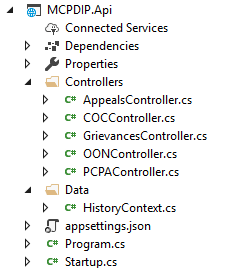 MCPDIP.Api
Connected Services
Dependencies
Properties
Controllers
C# AppealsController.cs
C# COCController.cs
C# GrievancesController.cs
C# OONController.cs
C# PCPAController.cs
Data
C# HistoryContext.cs
appsettings.json
C# Program.cs
C# Startup.cs